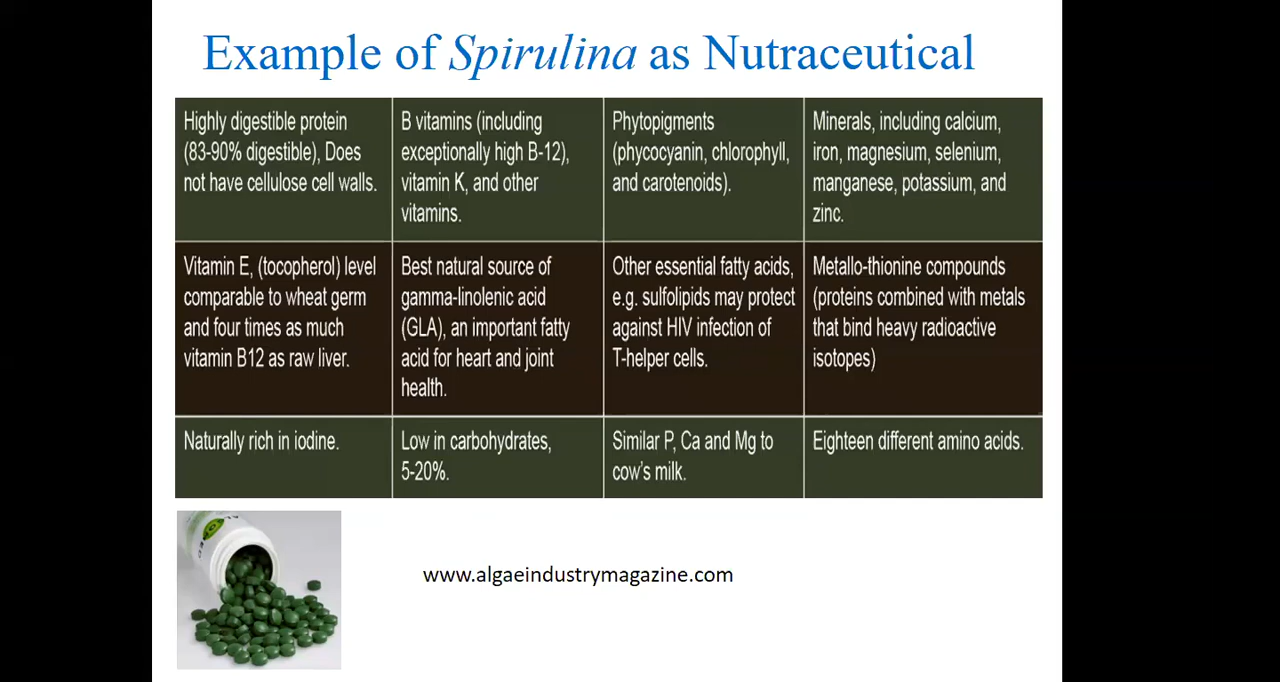 Example of Spirulina as Nutraceutical
Highly digestible protein
(83-90% digestible), Does
not have cellulose cell walls.
B vitamins (including
exceptionally high B-12),
vitamin K, and other
vitamins.
Phytopigments
(phycocyanin, chlorophyll,
and carotenoids).
Minerals, including calcium,
iron, magnesium, selenium,
manganese, potassium, and
zinc.
Vitamin E, (tocopherol) level
comparable to wheat germ
and four times as much
vitamin B12 as raw liver.
Best natural source of
gamma-linolenic acid
(GLA), an important fatty
acid for heart and joint
health.
Other essential fatty acids,
e.g. sulfolipids may protect
against HIV infection of
T-helper cells.
Metallo-thionine compounds
(proteins combined with metals
that bind heavy radioactive
isotopes)
Naturally rich in iodine.
Low in carbohydrates,
5-20%.
Similar P, Ca and Mg to
cow's milk.
Eighteen different amino acids.
www.algaeindustrymagazine.com